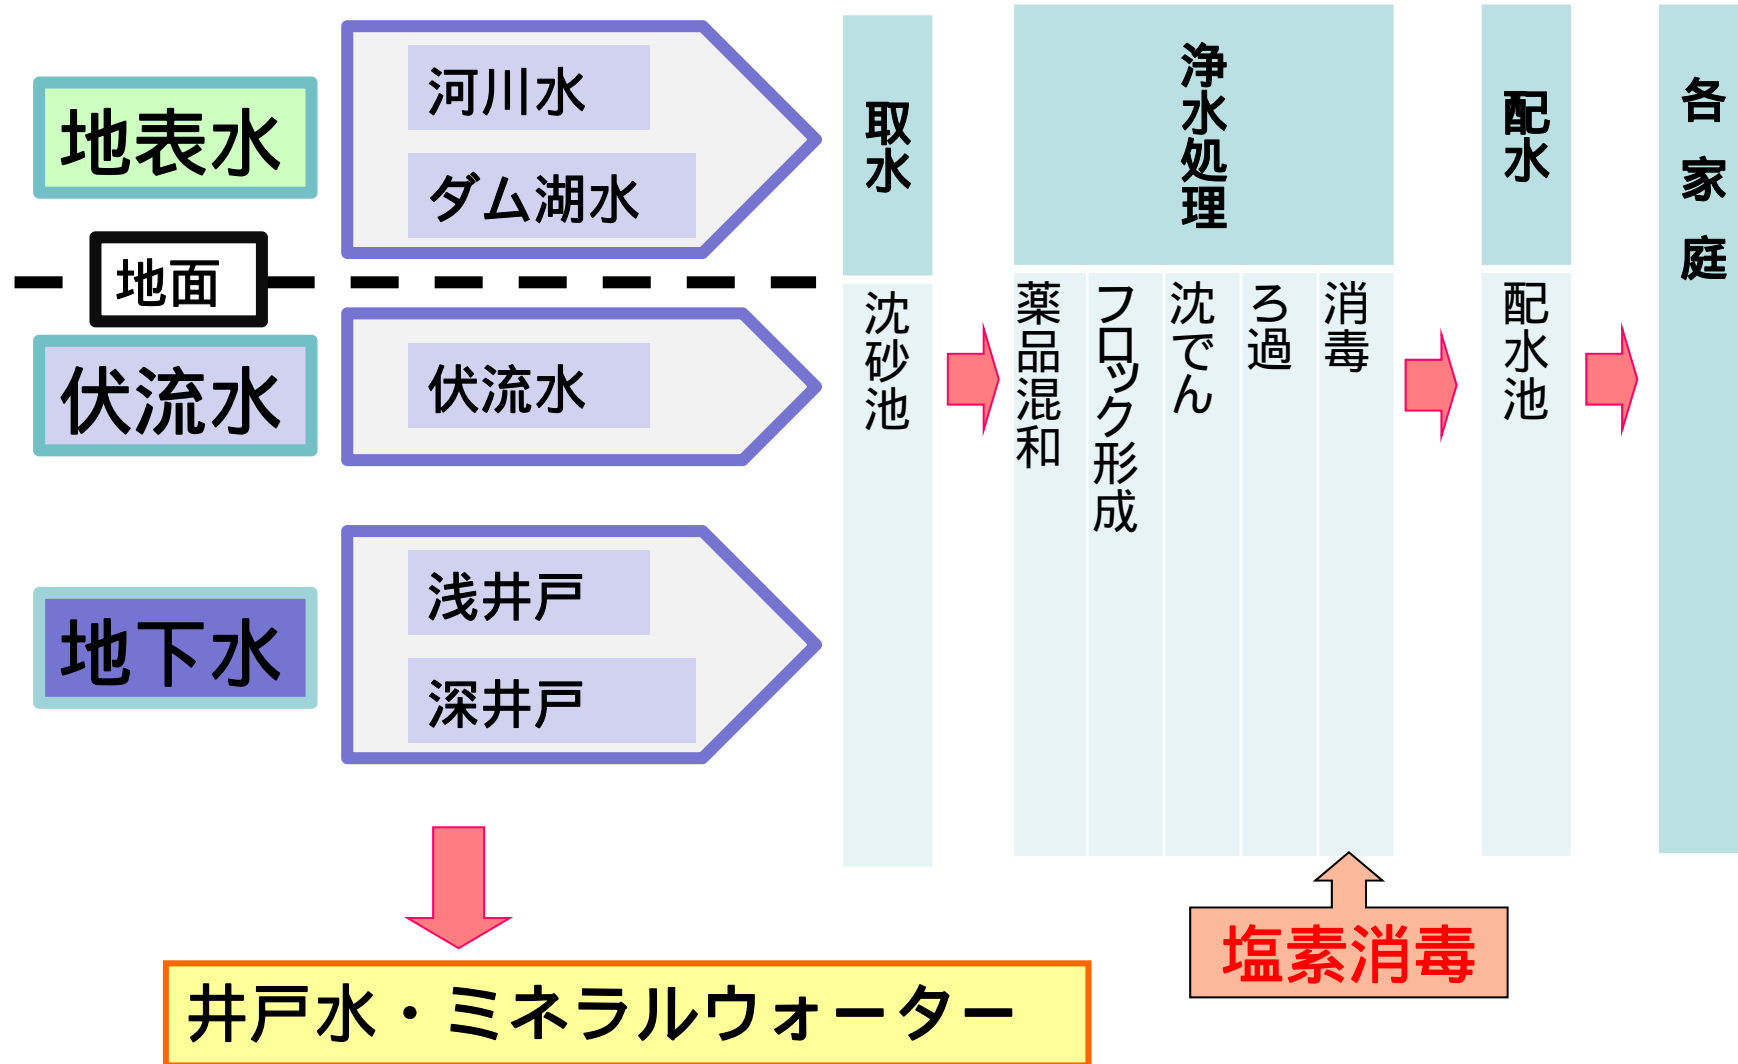 地表水
河川水
ダム湖水
地面
伏流水
伏流水
地下水
浅井戸
深井戸
井戸水・ミネラルウォーター
取水
沈砂池
浄水処理
薬品混和
フロック形成
沈でん
ろ過
消毒
塩素消毒
配水
配水池
各家庭